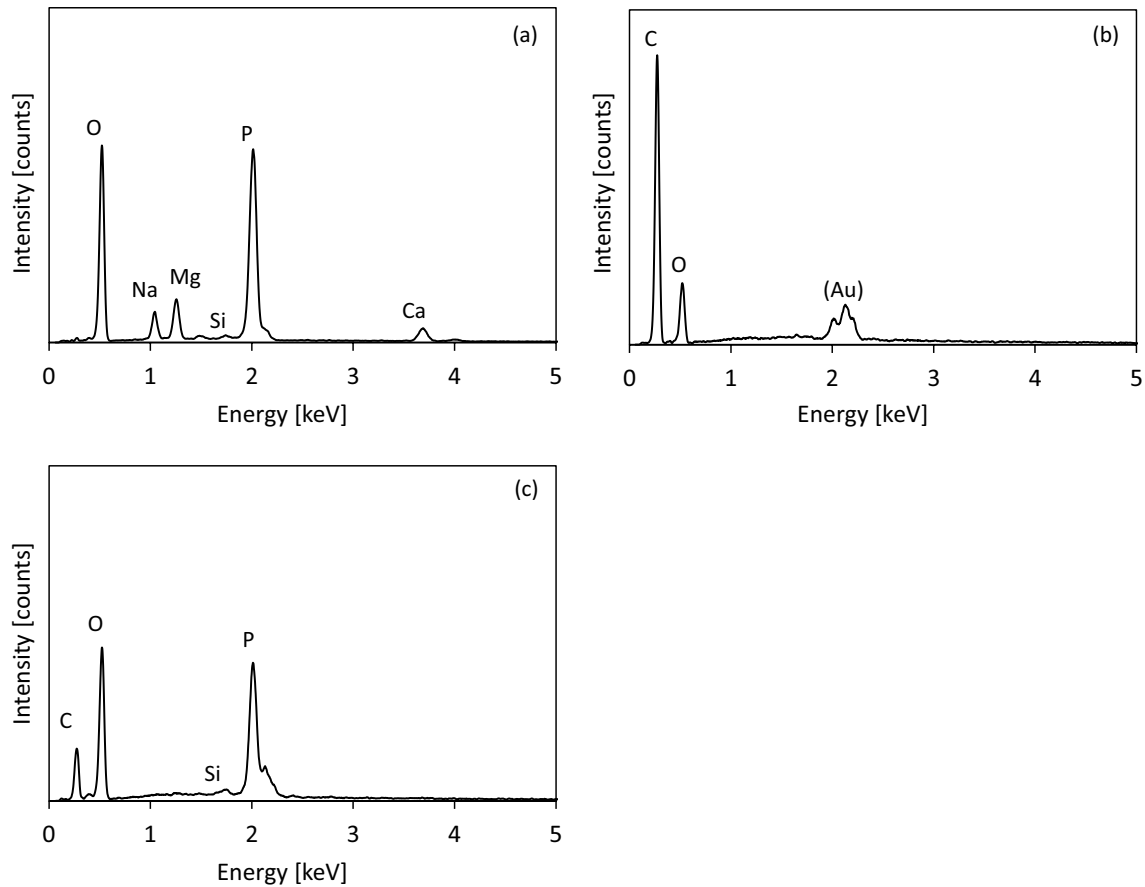 (a)
Intensity [counts]
O
Na
Mg
Si
P
Ca
0 1 2 3 4 5
Energy [keV]
(b)
Intensity [counts]
C
O
(Au)
0 1 2 3 4 5
Energy [keV]
(c)
Intensity [counts]
C
O
Si
P
0 1 2 3 4 5
Energy [keV]